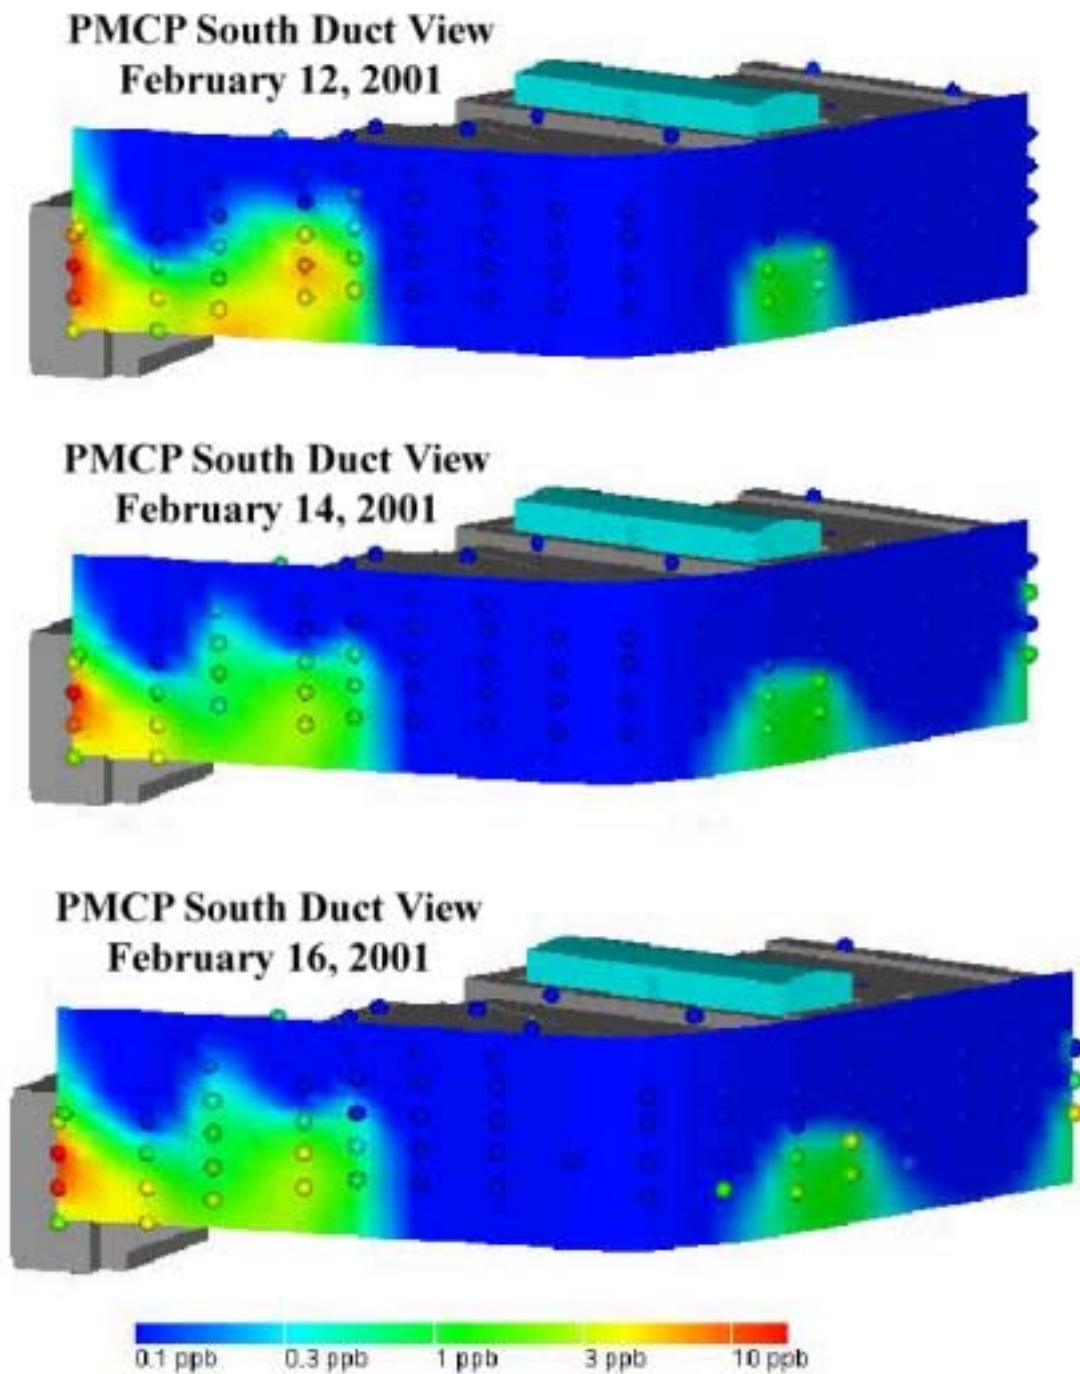 PMCP South Duct View
February 12, 2001
PMCP South Duct View
February 14, 2001
PMCP South Duct View
February 16, 2001
0.1 ppb 0.3 ppb 1 ppb 3 ppb 10 ppb